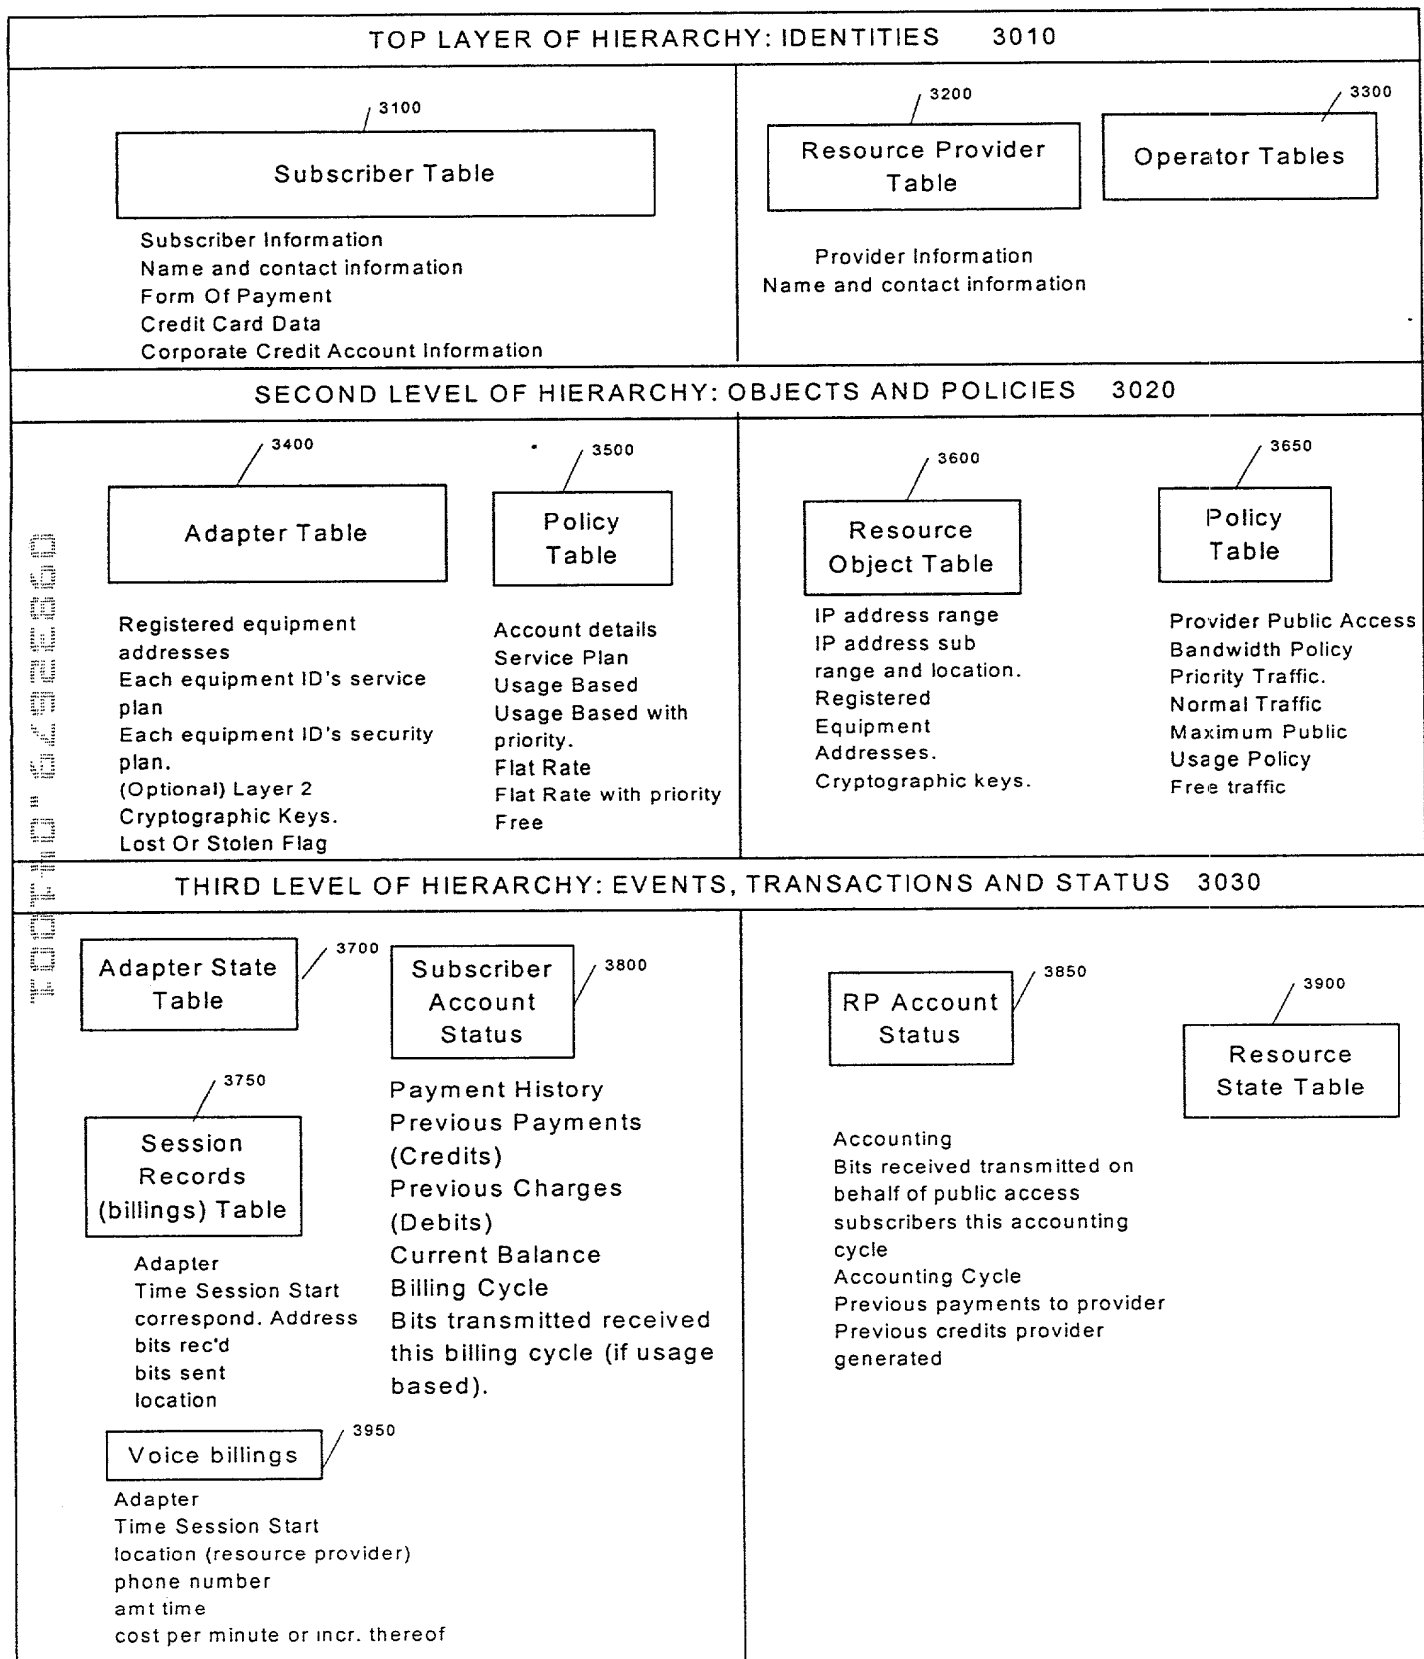 TOP LAYER OF HIERARCHY: IDENTITIES 3010
3100
Subscriber Table
Subscriber Information
Name and contact information
Form Of Payment
Credit Card Data
Corporate Credit Account Information
3200
Resource Provider
Table
Provider Information
Name and contact information
3300
Operator Tables
SECOND LEVEL OF HIERARCHY: OBJECTS AND POLICIES 3020
3400
Adapter Table
Registered equipment
addresses
Each equipment ID's service
plan
Each equipment ID's security
plan.
(Optional) Layer 2
Cryptographic Keys.
Lost Or Stolen Flag
3500
Policy
Table
Account details
Service Plan
Usage Based
Usage Based with
priority.
Flat Rate
Flat Rate with priority
Free
3600
Resource
Object Table
IP address range
IP address sub
range and location.
Registered
Equipment
Addresses.
Cryptographic keys.
3650
Policy
Table
Provider Public Access
Bandwidth Policy
Priority Traffic.
Normal Traffic
Maximum Public
Usage Policy
Free traffic
THIRD LEVEL OF HIERARCHY: EVENTS, TRANSACTIONS AND STATUS 3030
3700
Adapter State
Table
3750
Session
Records
(billings) Table
Adapter
Time Session Start
correspond. Address
bits rec'd
bits sent
location
3950
Voice billings
Adapter
Time Session Start
location (resource provider)
phone number
amt time
cost per minute or incr. thereof
3800
Subscriber
Account
Status
Payment History
Previous Payments
(Credits)
Previous Charges
(Debits)
Current Balance
Billing Cycle
Bits transmitted received
this billing cycle (if usage
based).
3850
RP Account
Status
Accounting
Bits received transmitted on
behalf of public access
subscribers this accounting
cycle
Accounting Cycle
Previous payments to provider
Previous credits provider
generated
3900
Resource
State Table